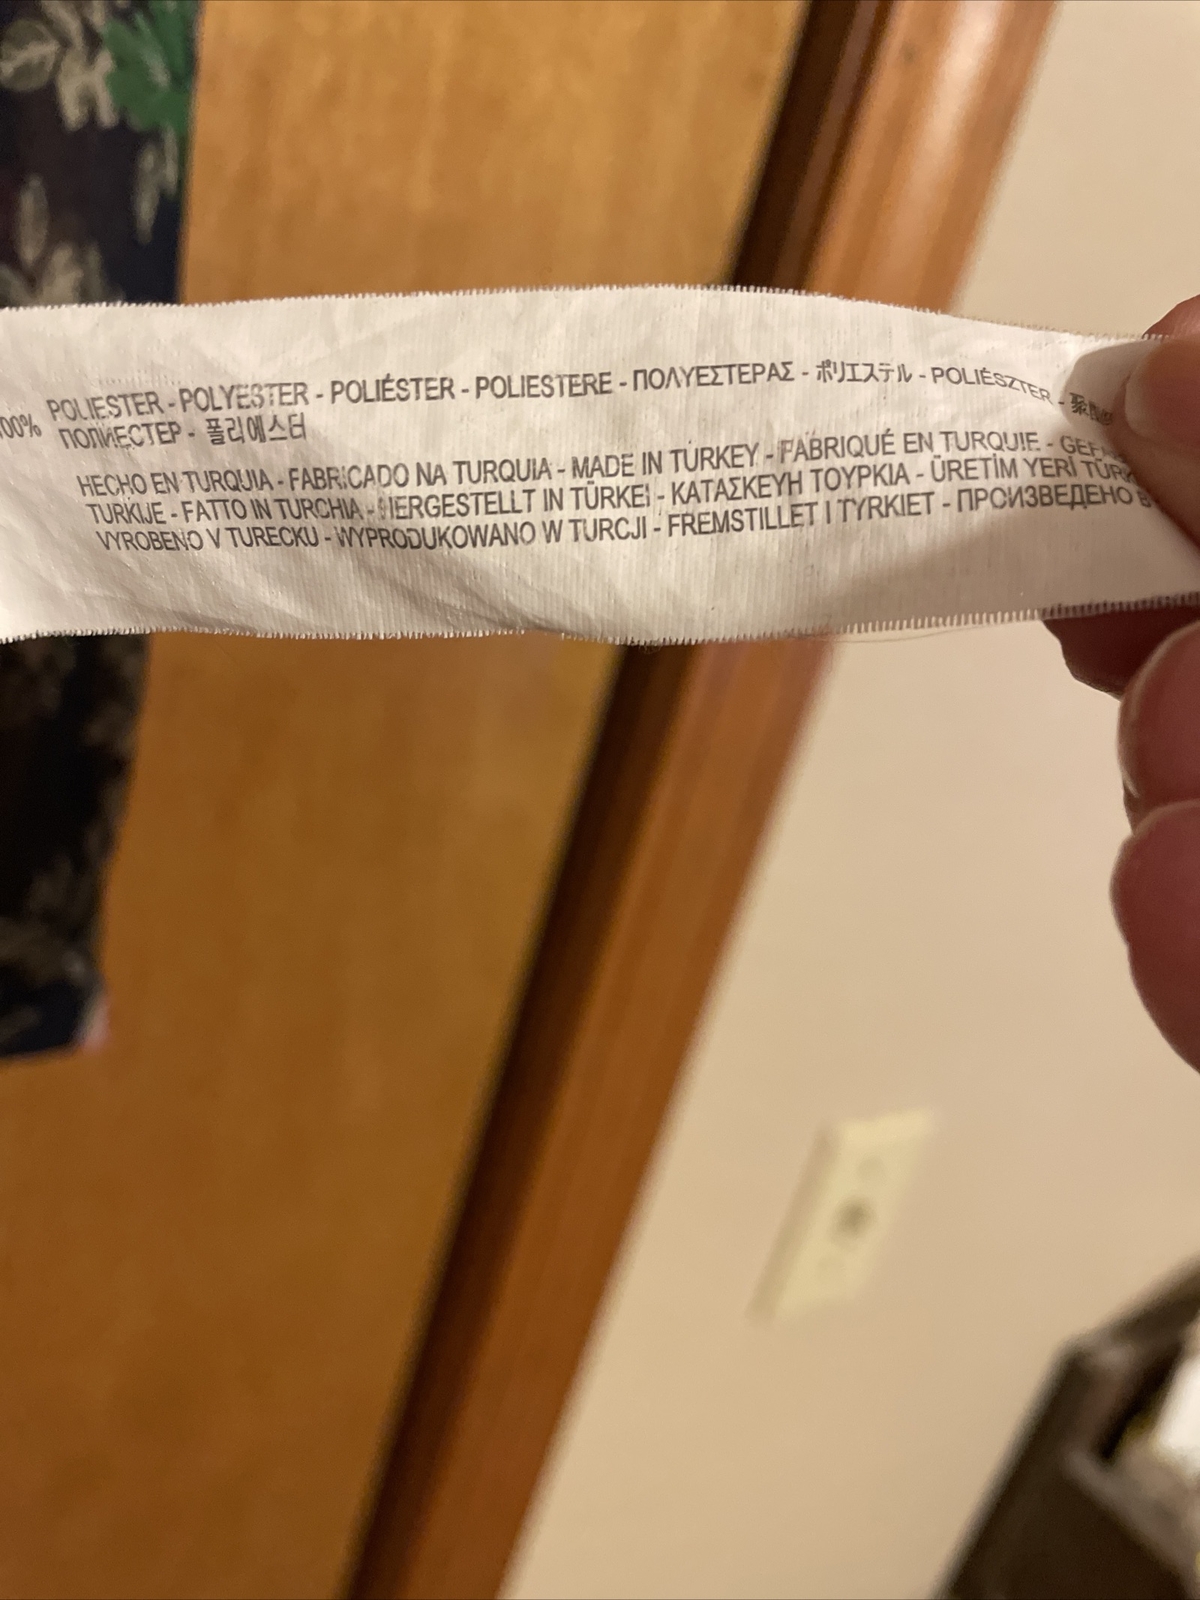 100% POLIESTER - POLYESTER - POLIÉSTER - POLIESTERE - ΠΟΛΥΕΣΤΕΡΑΣ - ポリエステル - POLIÉSZTER -
ПОЛИЕСТЕР - 폴리에스터
HECHO EN TURQUIA - FABRICADO NA TURQUIA - MADE IN TURKEY - FABRIQUÉ EN TURQUIE -
TURKIJE - FATTO IN TURCHIA - HERGESTELLT IN TÜRKEI - ΚΑΤΑΣΚΕΥΗ ΤΟΥΡΚΙΑ - ÜRETİM YERİ
VYROBENO V TURECKU - WYPRODUKOWANO W TURCJI - FREMSTILLET I TYRKIET - ПРОИЗВЕДЕНО В